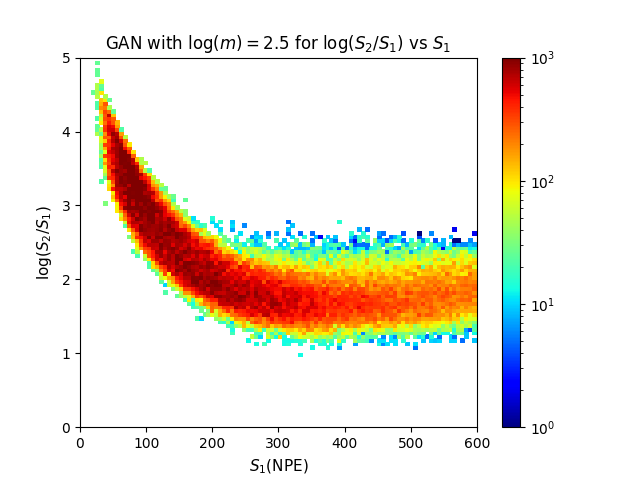 GAN with log(m) = 2.5 for log(S₂/S₁) vs S₁
5
4
3
2
1
0
log(S₂/S₁)
0 100 200 300 400 500 600
S₁(NPE)
10³
10²
10¹
10⁰